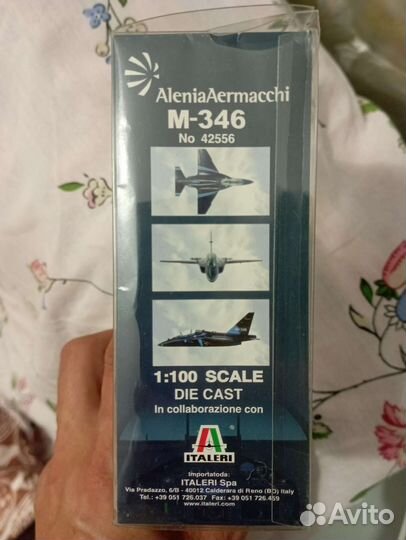 AleniaAermacchi
M-346
No 42556
1:100 SCALE
DIE CAST
In collaborazione con
ITALERI
Importatoda:
ITALERI Spa
Via Pradazzo, 6/B - 40012 Calderara di Reno (BO) Italy
Tel.: +39 051 726.037 Fax: +39 051 726.459
www.italeri.com
Avito